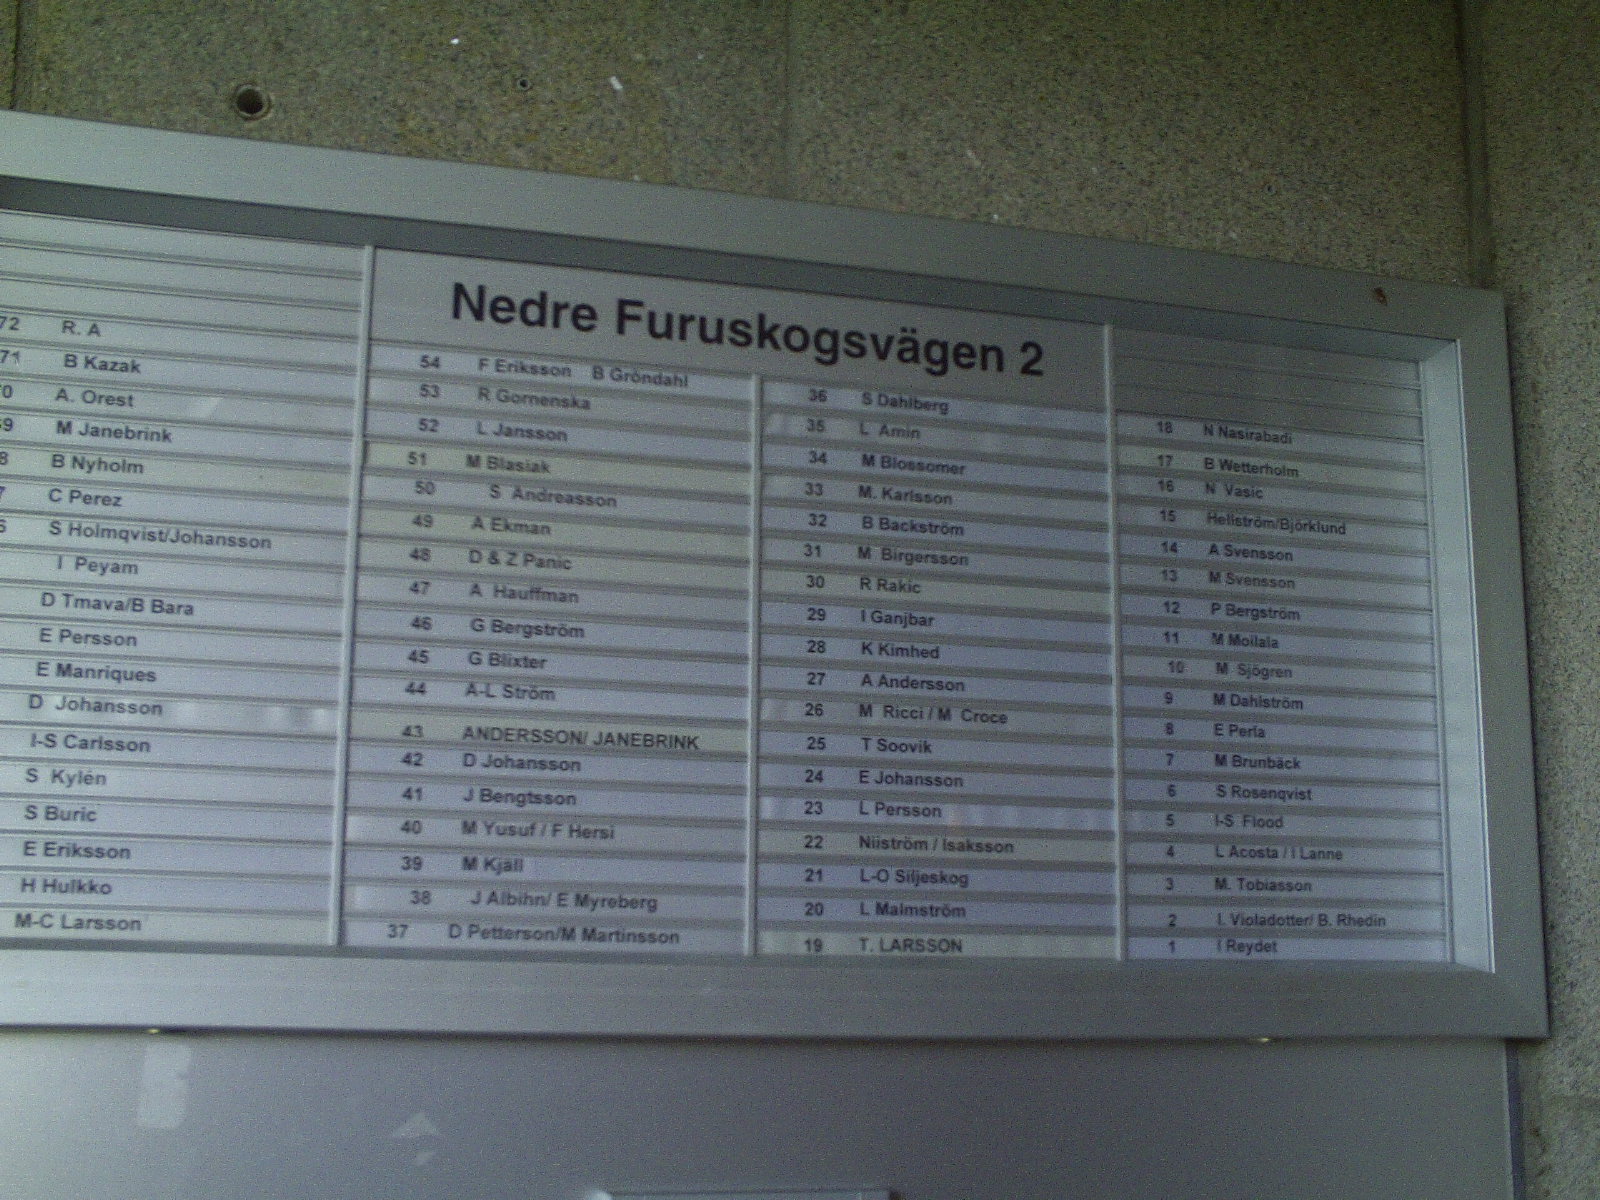 Nedre Furuskogsvägen 2
72 R. A
71 B Kazak
0 A. Orest
9 M Janebrink
8 B Nyholm
7 C Perez
6 S Holmqvist/Johansson
I Peyam
D Tmava/B Bara
E Persson
E Manriques
D Johansson
I-S Carlsson
S Kylén
S Buric
E Eriksson
H Hulkko
M-C Larsson
54 F Eriksson B Gröndahl
53 R Gornenska
52 L Jansson
51 M Blasiak
50 S Andreasson
49 A Ekman
48 D & Z Panic
47 A Hauffman
46 G Bergström
45 G Blixter
44 A-L Ström
43 ANDERSSON/ JANEBRINK
42 D Johansson
41 J Bengtsson
40 M Yusuf / F Hersi
39 M Kjäll
38 J Albihn/ E Myreberg
37 D Petterson/M Martinsson
36 S Dahlberg
35 L Amin
34 M Blossomer
33 M. Karlsson
32 B Backström
31 M Birgersson
30 R Rakic
29 I Ganjbar
28 K Kimhed
27 A Andersson
26 M Ricci / M Croce
25 T Soovik
24 E Johansson
23 L Persson
22 Niiström / Isaksson
21 L-O Siljeskog
20 L Malmström
19 T. LARSSON
18 N Nasirabadi
17 B Wetterholm
16 N Vasic
15 Hellström/Björklund
14 A Svensson
13 M Svensson
12 P Bergström
11 M Moilala
10 M Sjögren
9 M Dahlström
8 E Perla
7 M Brunbäck
6 S Rosenqvist
5 I-S Flood
4 L Acosta / I Lanne
3 M. Tobiasson
2 I. Violadotter/ B. Rhedin
1 I Reydet